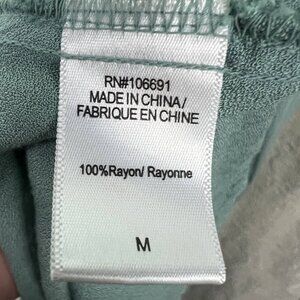 RN#106691
MADE IN CHINA/
FABRIQUE EN CHINE
100%Rayon/ Rayonne
M